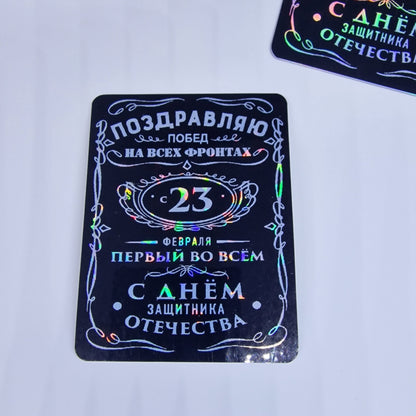 ПОЗДРАВЛЯЮ
ПОБЕД
НА ВСЕХ ФРОНТАХ
С 23
ФЕВРАЛЯ
ПЕРВЫЙ ВО ВСЁМ
С ДНЁМ
ЗАЩИТНИКА
ОТЕЧЕСТВА
С ДНЁМ
ЗАЩИТНИКА
ОТЕЧЕСТВА